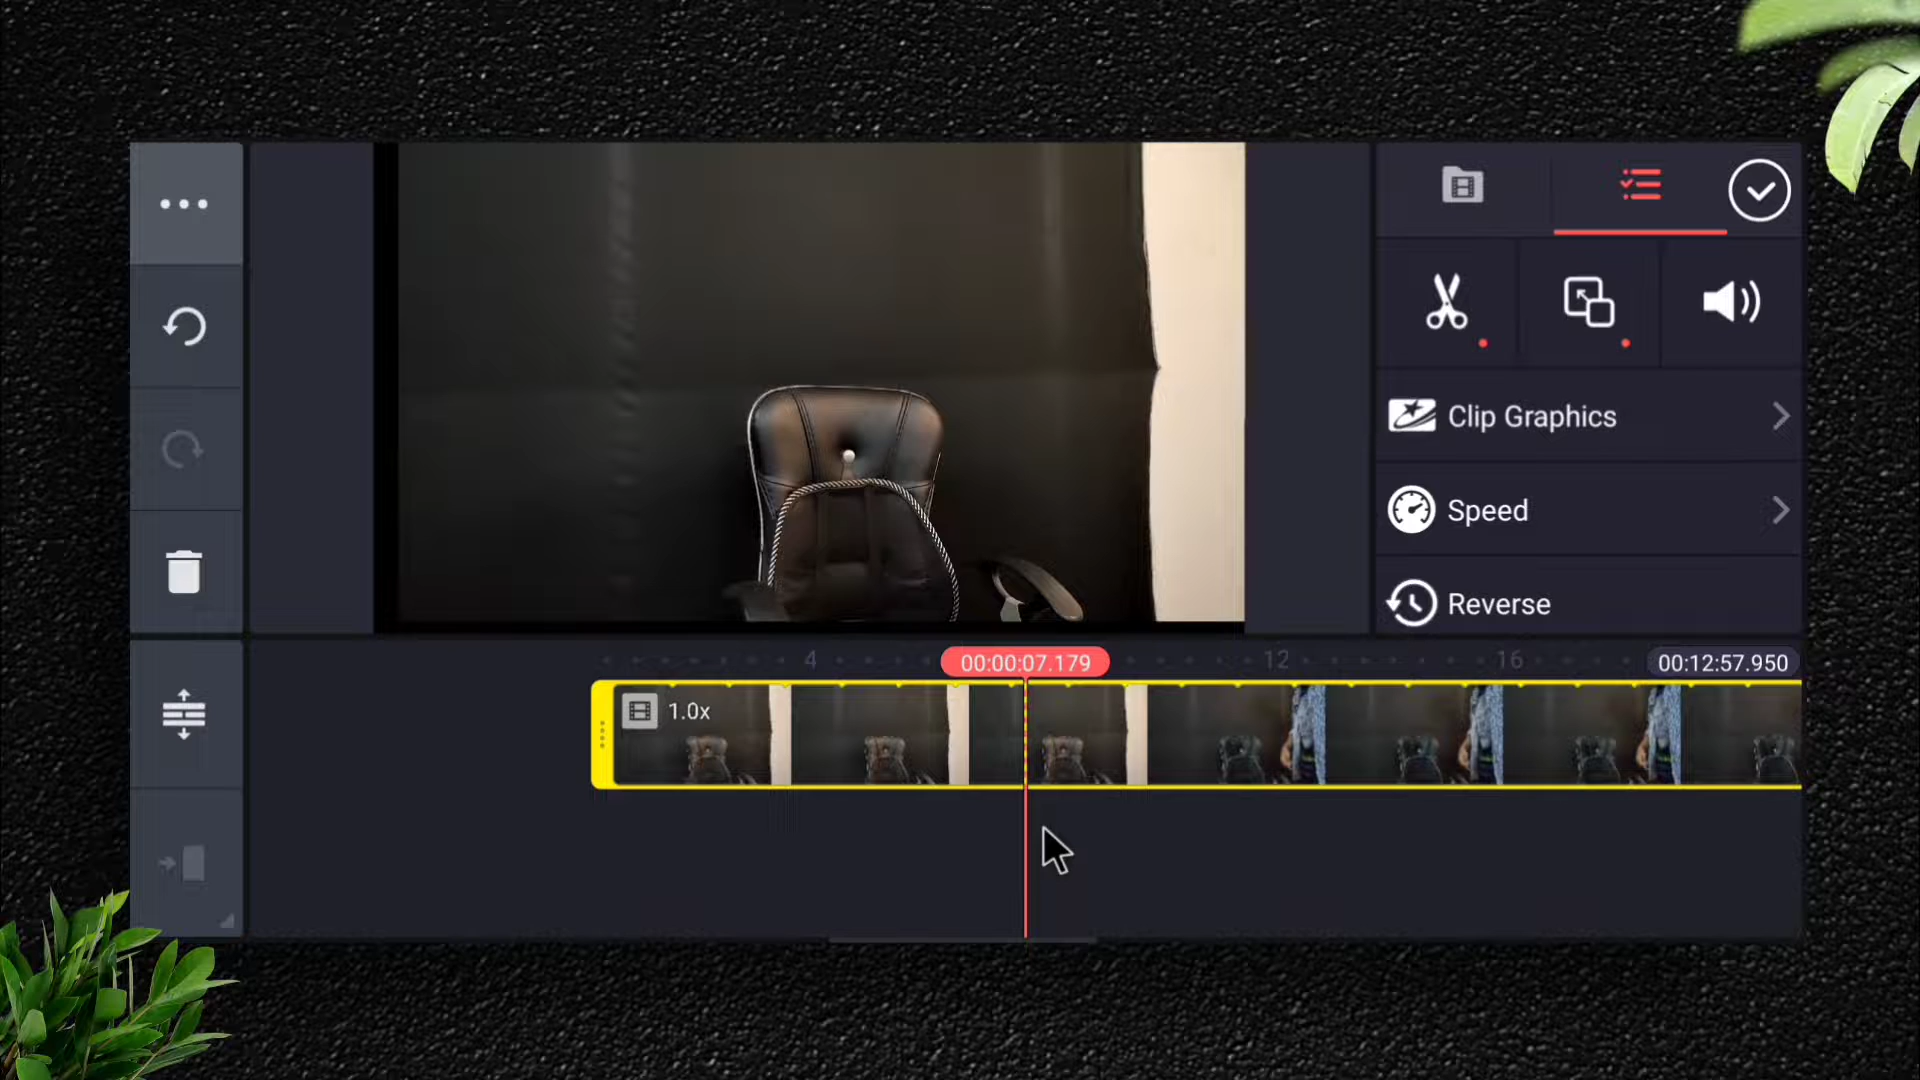 Clip Graphics
Speed
Reverse
4
00:00:07.179
12
16
00:12:57.950
1.0x